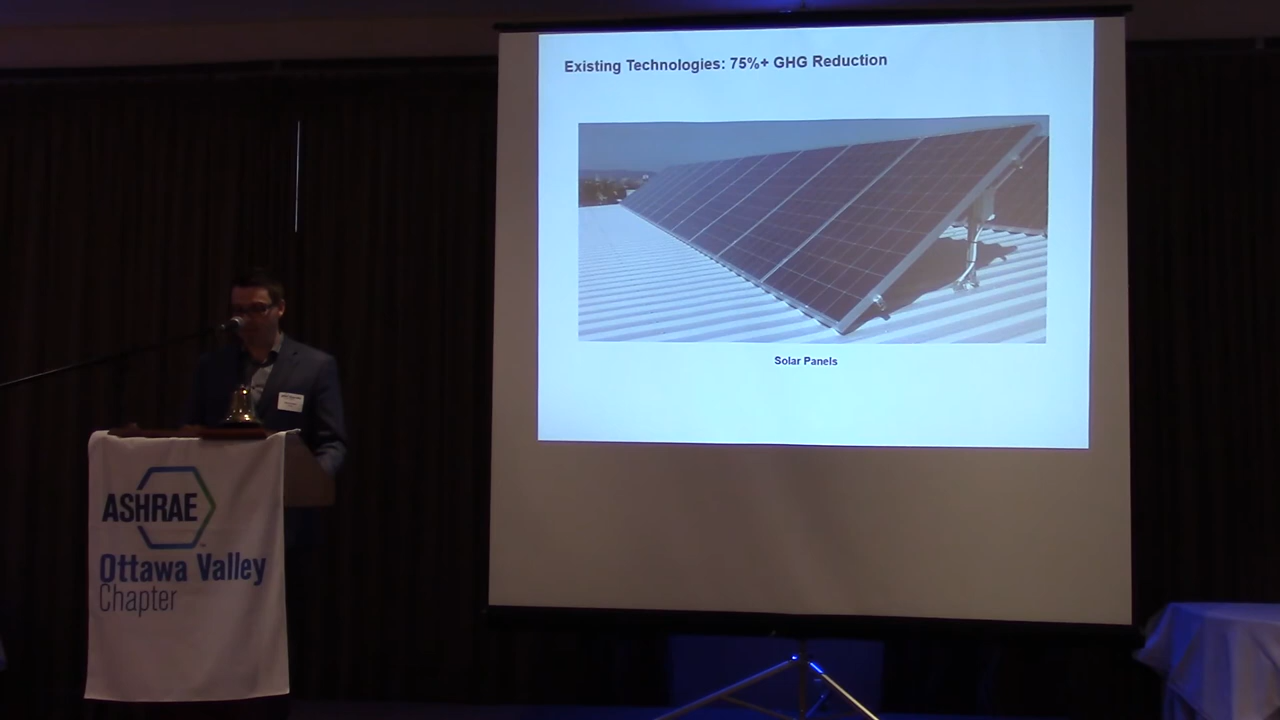 Existing Technologies: 75%+ GHG Reduction
Solar Panels
ASHRAE
Ottawa Valley
Chapter